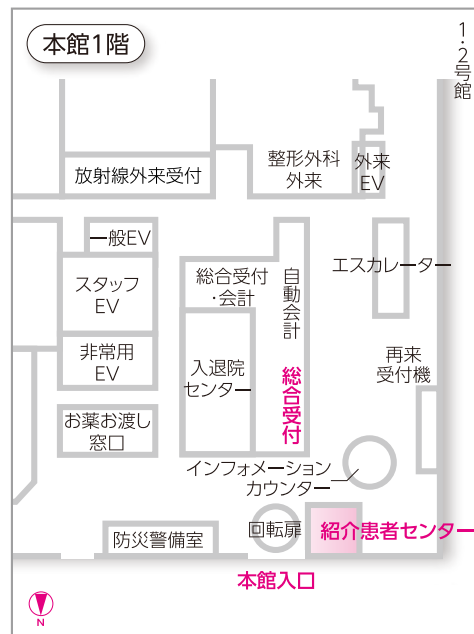 本館1階
1・2号館
放射線外来受付
整形外科
外来
外来
EV
一般EV
スタッフ
EV
総合受付
・会計
自動会計
エスカレーター
非常用
EV
入退院
センター
総合受付
再来
受付機
お薬お渡し
窓口
インフォメーション
カウンター
防災警備室
回転扉
紹介患者センター
本館入口
N